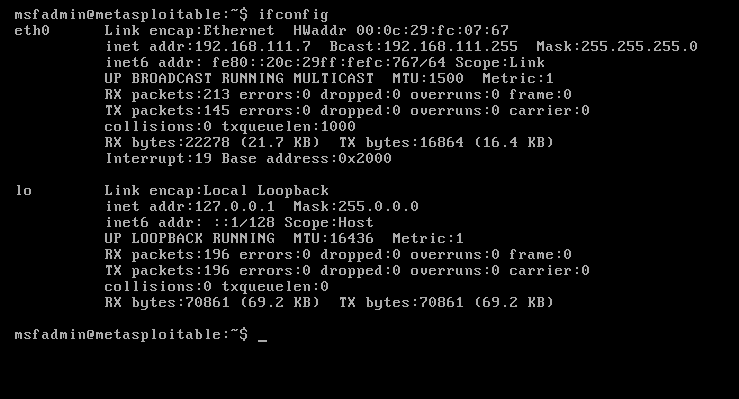 msfadmin@metasploitable:~$ ifconfig
eth0      Link encap:Ethernet  HWaddr 00:0c:29:fc:07:67
          inet addr:192.168.111.7  Bcast:192.168.111.255  Mask:255.255.255.0
          inet6 addr: fe80::20c:29ff:fefc:767/64 Scope:Link
          UP BROADCAST RUNNING MULTICAST  MTU:1500  Metric:1
          RX packets:213 errors:0 dropped:0 overruns:0 frame:0
          TX packets:145 errors:0 dropped:0 overruns:0 carrier:0
          collisions:0 txqueuelen:1000
          RX bytes:22278 (21.7 KB)  TX bytes:16864 (16.4 KB)
          Interrupt:19 Base address:0x2000
lo        Link encap:Local Loopback
          inet addr:127.0.0.1  Mask:255.0.0.0
          inet6 addr: ::1/128 Scope:Host
          UP LOOPBACK RUNNING  MTU:16436  Metric:1
          RX packets:196 errors:0 dropped:0 overruns:0 frame:0
          TX packets:196 errors:0 dropped:0 overruns:0 carrier:0
          collisions:0 txqueuelen:0
          RX bytes:70861 (69.2 KB)  TX bytes:70861 (69.2 KB)
msfadmin@metasploitable:~$ _